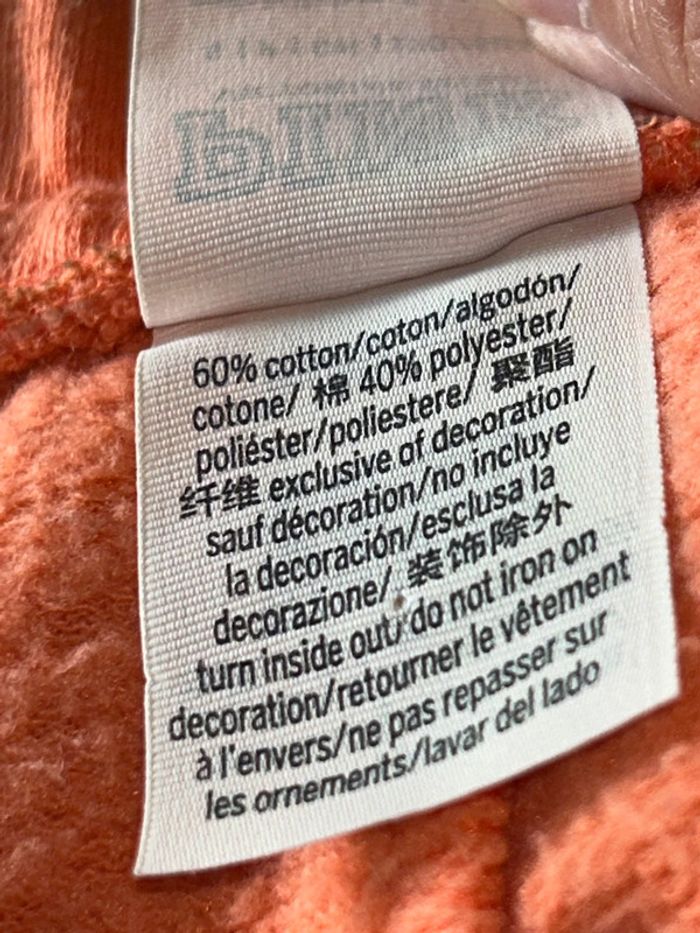 60% cotton/coton/algodón/
cotone/ 棉 40% polyester/
poliéster/poliestere/ 聚酯
纤维 exclusive of decoration/
sauf décoration/no incluye
la decoración/esclusa la
decorazione/ 装饰除外
turn inside out/do not iron on
decoration/retourner le vêtement
à l'envers/ne pas repasser sur
les ornements/lavar del lado